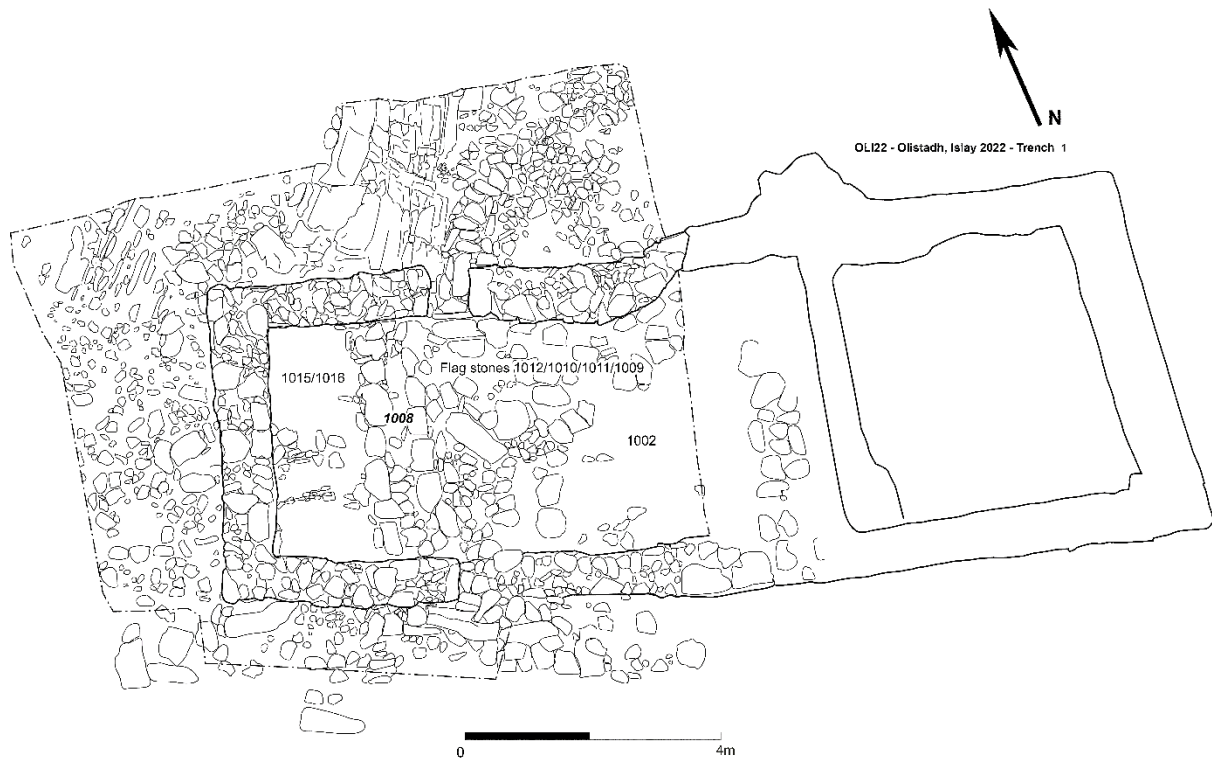 N
OLI22 - Olistadh, Islay 2022 - Trench 1
1015/1016
Flag stones 1012/1010/1011/1009
1008
1002
0
4m